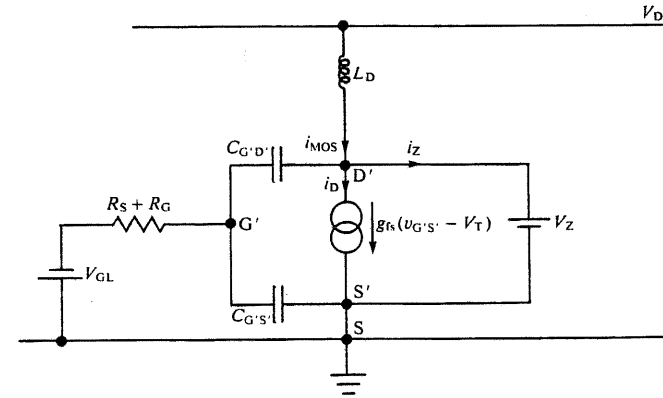 V_D
L_D
C_G'D'
i_MOS
i_Z
D'
i_D
R_S + R_G
G'
g_fs(v_G'S' − V_T)
V_Z
V_GL
S'
C_G'S'
S